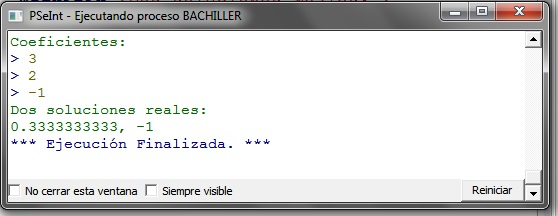 PSeInt - Ejecutando proceso BACHILLER
Coeficientes:
> 3
> 2
> -1
Dos soluciones reales:
0.3333333333, -1
*** Ejecución Finalizada. ***
No cerrar esta ventana
Siempre visible
Reiniciar